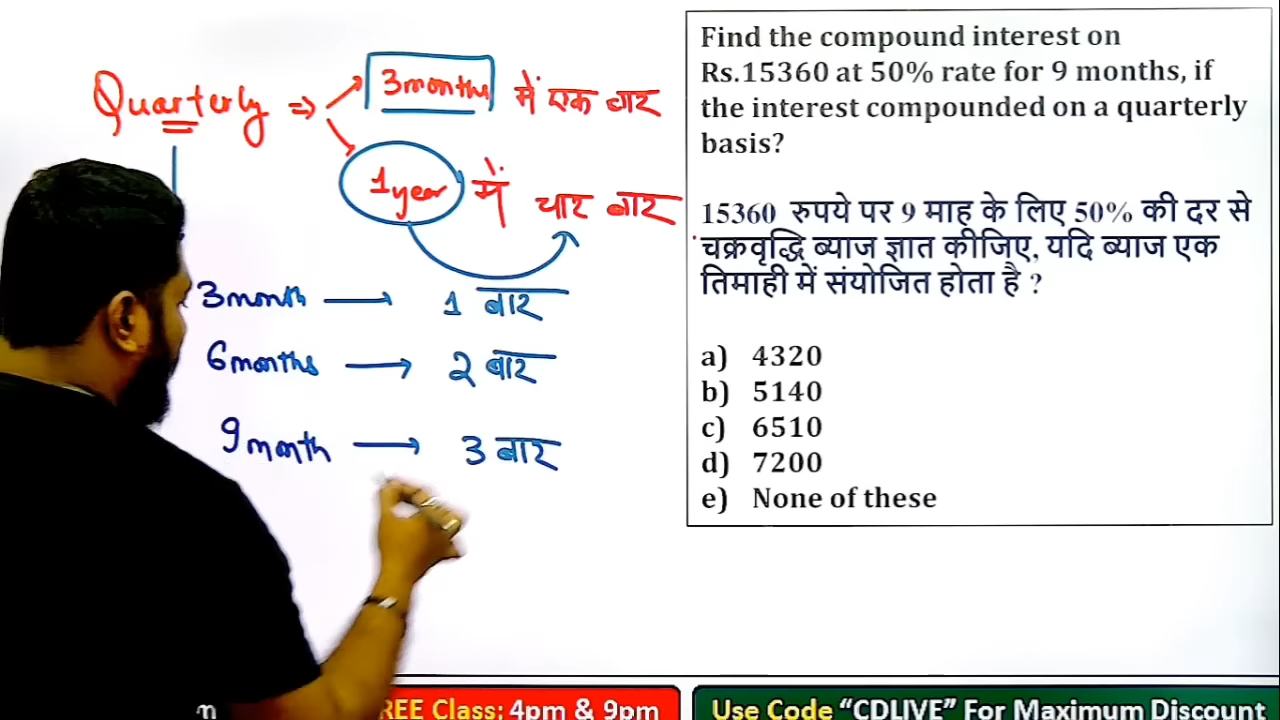 Quarterly ⇒ 3months में एक बार
1 year में चार बार
3month → 1 बार
6months → 2 बार
9month → 3 बार
Find the compound interest on
Rs.15360 at 50% rate for 9 months, if
the interest compounded on a quarterly
basis?
15360 रुपये पर 9 माह के लिए 50% की दर से
चक्रवृद्धि ब्याज ज्ञात कीजिए, यदि ब्याज एक
तिमाही में संयोजित होता है ?
a) 4320
b) 5140
c) 6510
d) 7200
e) None of these
Class: 4pm & 9pm
Use Code “CDLIVE” For Maximum Discount